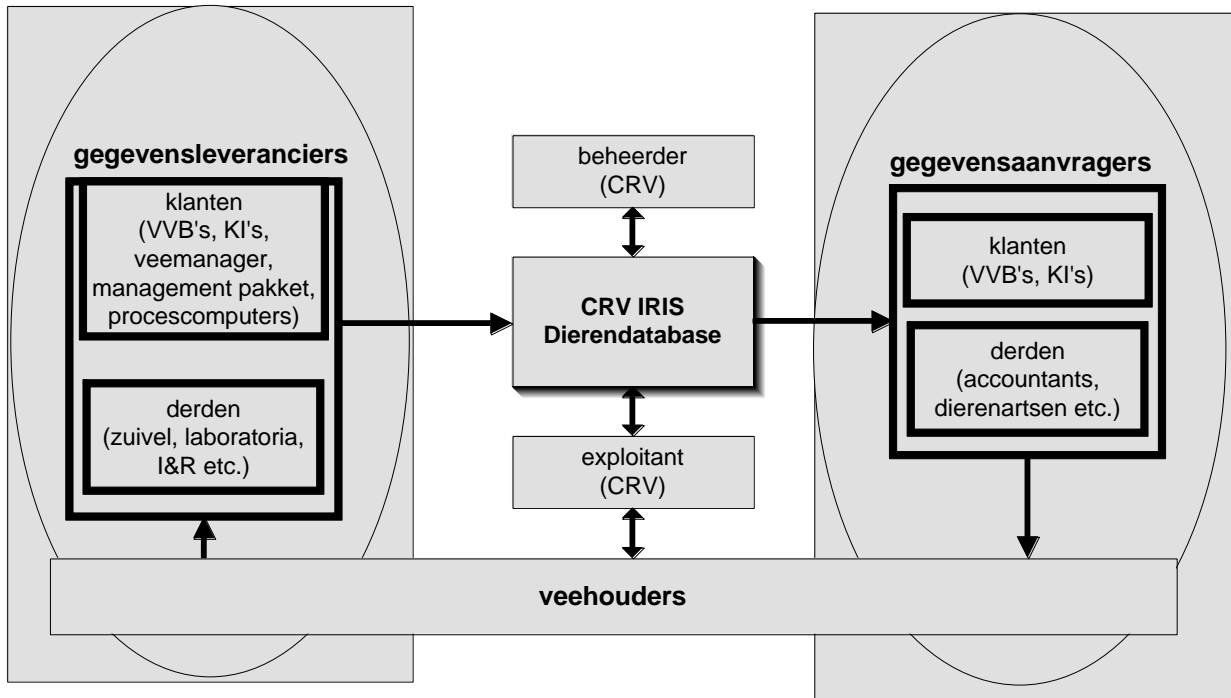 gegevensleveranciers
klanten
(VVB's, KI's,
veemanager,
management pakket,
procescomputers)
derden
(zuivel, laboratoria,
I&R etc.)
beheerder
(CRV)
CRV IRIS
Dierendatabase
exploitant
(CRV)
gegevensaanvragers
klanten
(VVB's, KI's)
derden
(accountants,
dierenartsen etc.)
veehouders